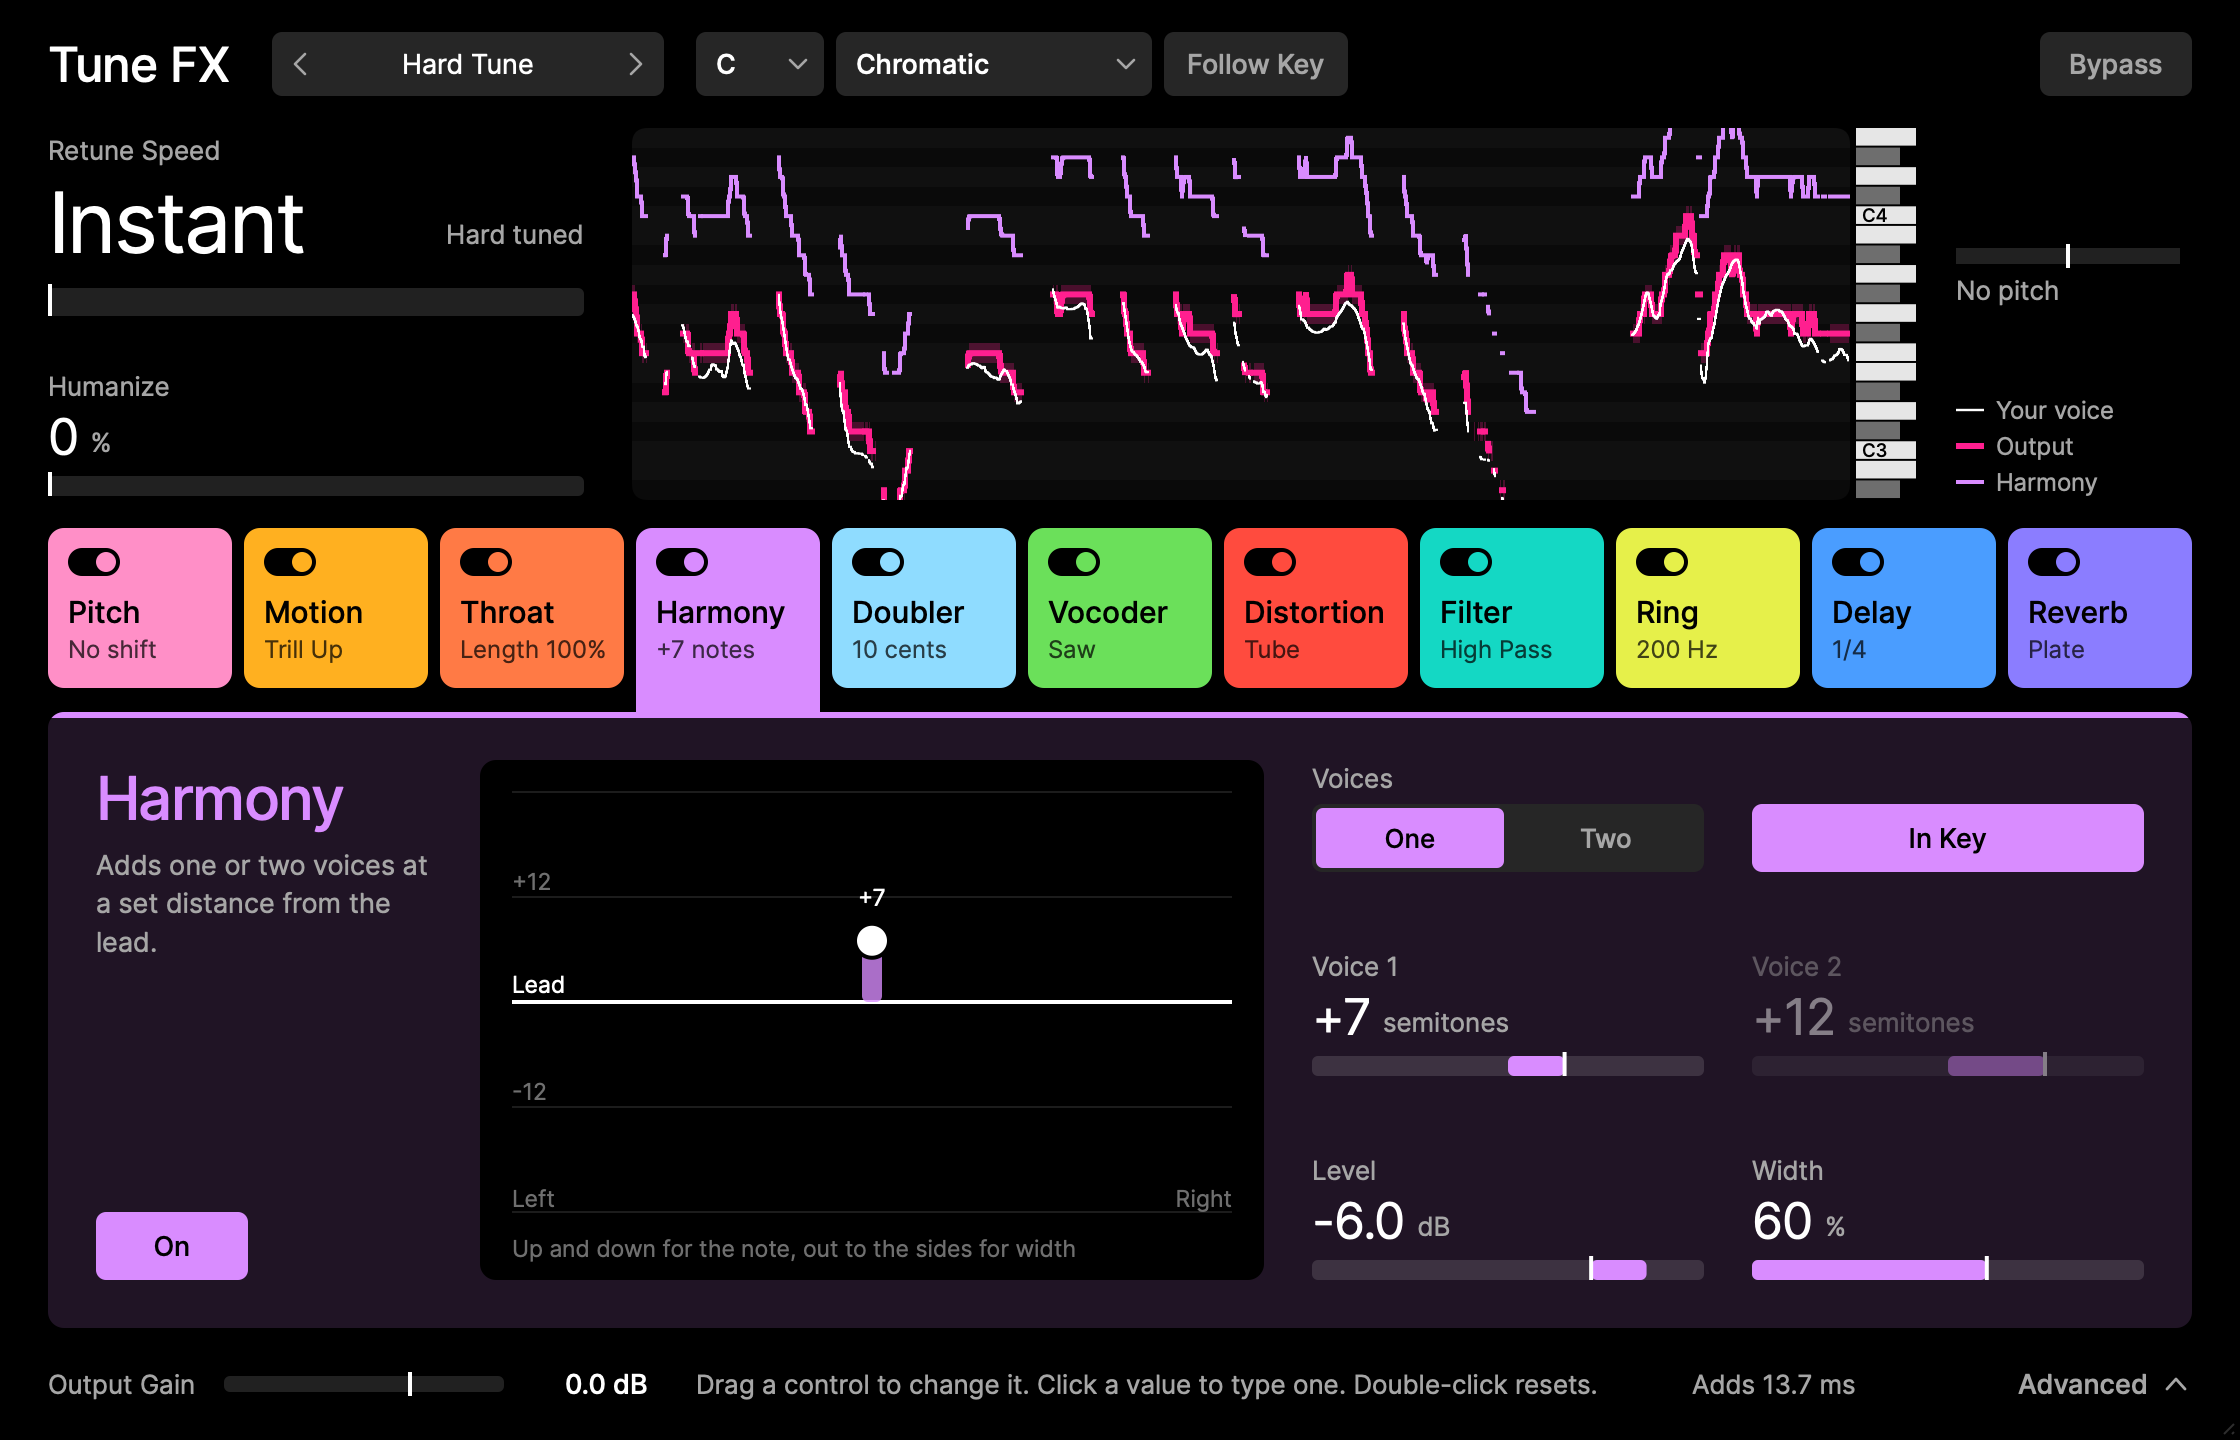 Tune FX
Hard Tune
C
Chromatic
Follow Key
Bypass
Retune Speed
Instant
Hard tuned
Humanize
0 %
C4
C3
No pitch
Your voice
Output
Harmony
Pitch
No shift
Motion
Trill Up
Throat
Length 100%
Harmony
+7 notes
Doubler
10 cents
Vocoder
Saw
Distortion
Tube
Filter
High Pass
Ring
200 Hz
Delay
1/4
Reverb
Plate
Harmony
Adds one or two voices at
a set distance from the
lead.
On
+12
+7
Lead
-12
Left
Right
Up and down for the note, out to the sides for width
Voices
One
Two
In Key
Voice 1
+7 semitones
Voice 2
+12 semitones
Level
-6.0 dB
Width
60 %
Output Gain
0.0 dB
Drag a control to change it. Click a value to type one. Double-click resets.
Adds 13.7 ms
Advanced